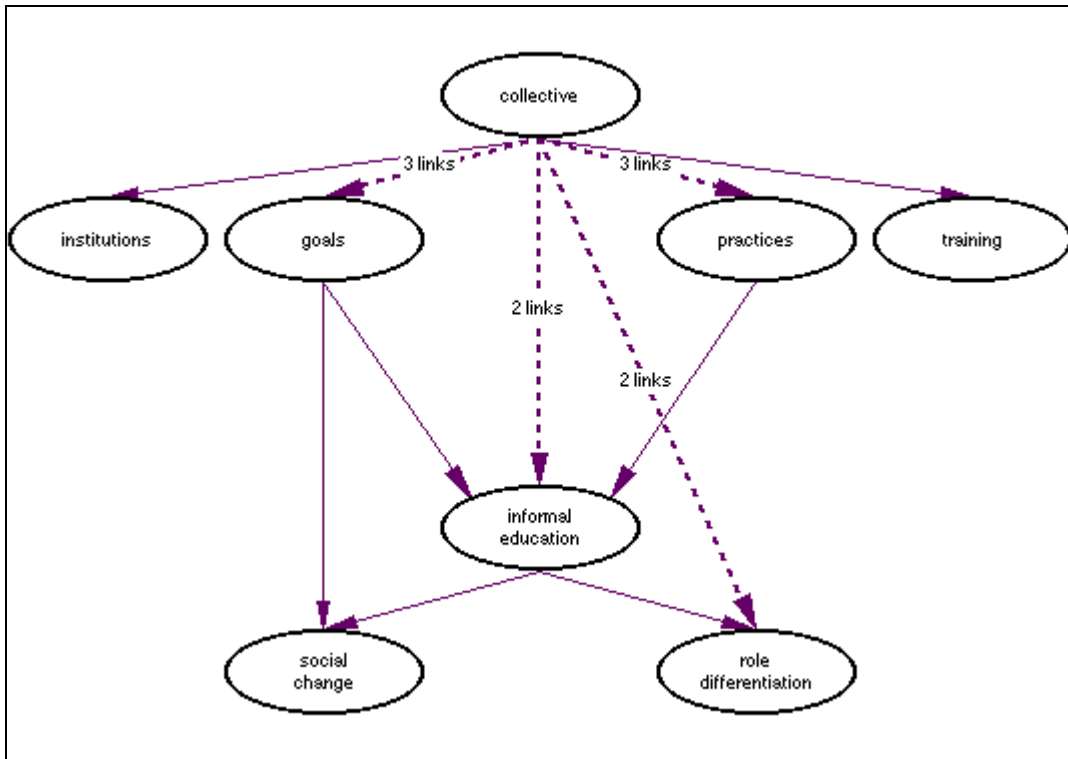 collective
3 links
3 links
institutions
goals
practices
training
2 links
2 links
informal
education
social
change
role
differentiation